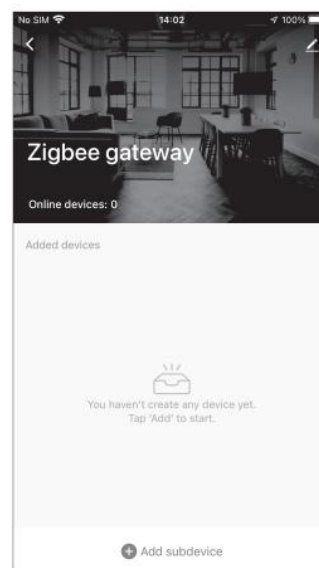 No SIM 14:02 100%
Zigbee gateway
Online devices: 0
Added devices
You haven't create any device yet.
Tap 'Add' to start.
Add subdevice